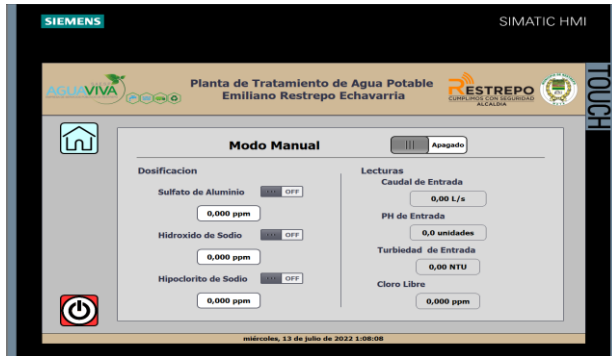 SIEMENS
SIMATIC HMI
TOUCH
AGUAVIVA
Planta de Tratamiento de Agua Potable
Emiliano Restrepo Echavarria
RESTREPO
CUMPLIMOS CON SEGURIDAD
ALCALDIA
Modo Manual
Apagado
Dosificacion
Lecturas
Sulfato de Aluminio
OFF
0,000 ppm
Hidroxido de Sodio
OFF
0,000 ppm
Hipoclorito de Sodio
OFF
0,000 ppm
Caudal de Entrada
0,00 L/s
PH de Entrada
0,0 unidades
Turbiedad de Entrada
0,00 NTU
Cloro Libre
0,000 ppm
miércoles, 13 de julio de 2022 1:08:08